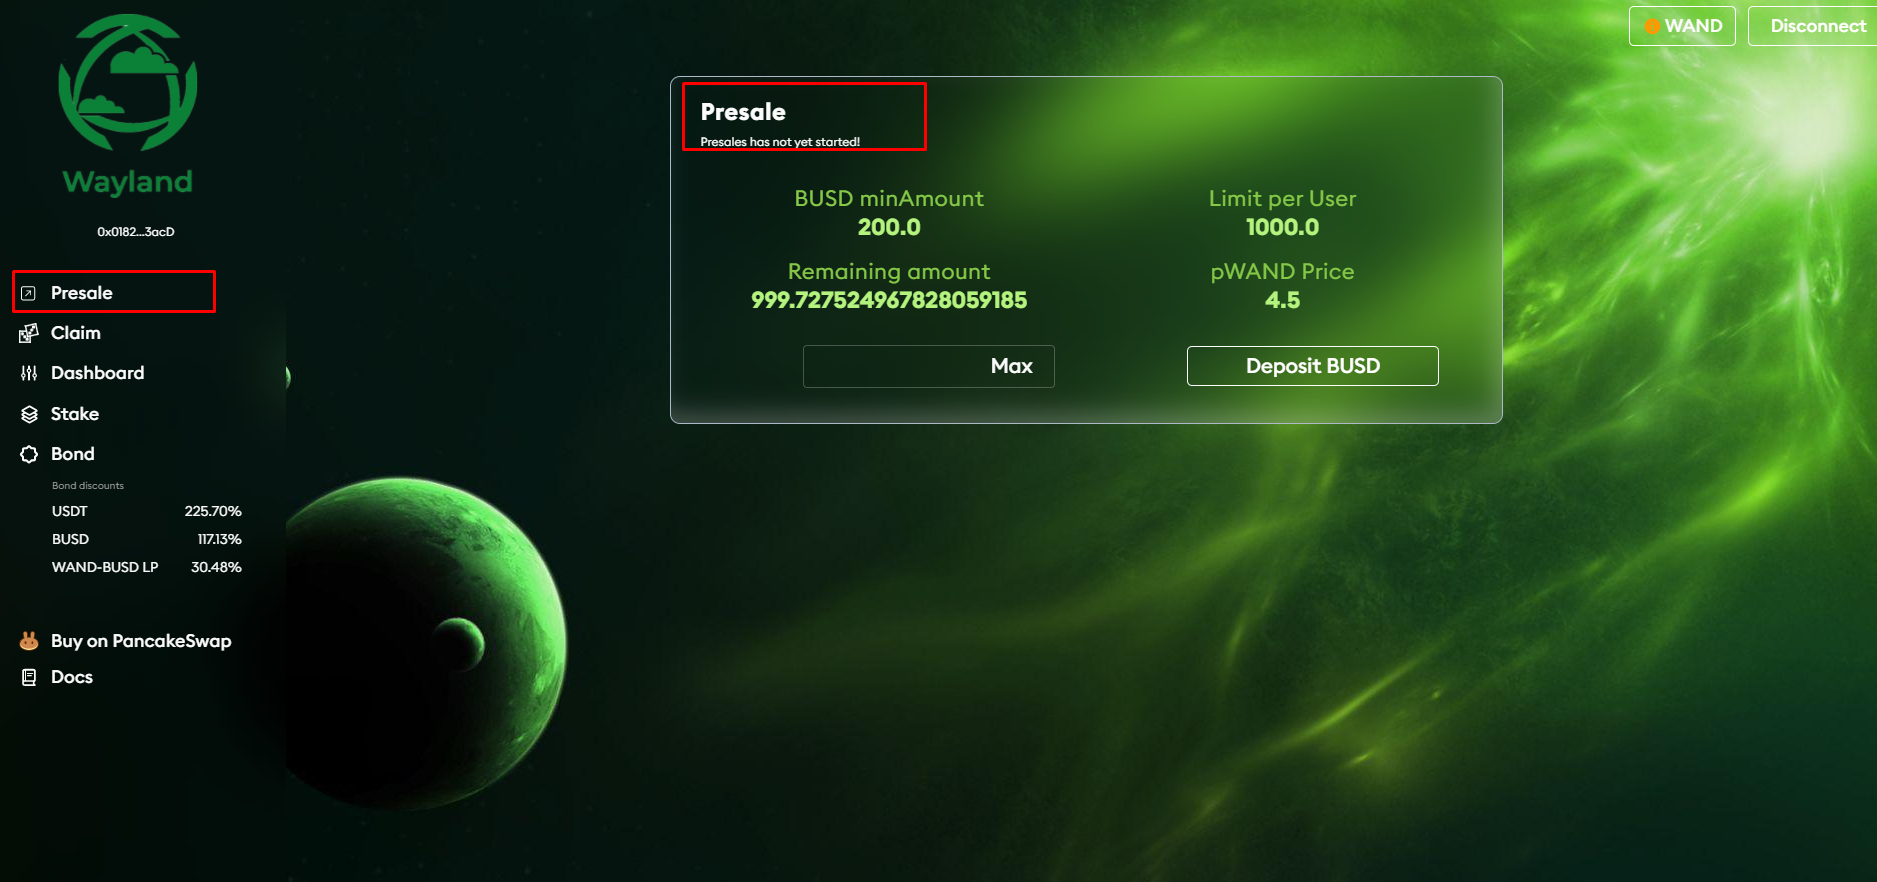 Wayland
0x0182...3acD
Presale
Claim
Dashboard
Stake
Bond
Bond discounts
USDT 225.70%
BUSD 117.13%
WAND-BUSD LP 30.48%
Buy on PancakeSwap
Docs
WAND
Disconnect
Presale
Presales has not yet started!
BUSD minAmount
200.0
Limit per User
1000.0
Remaining amount
999.727524967828059185
pWAND Price
4.5
Max
Deposit BUSD